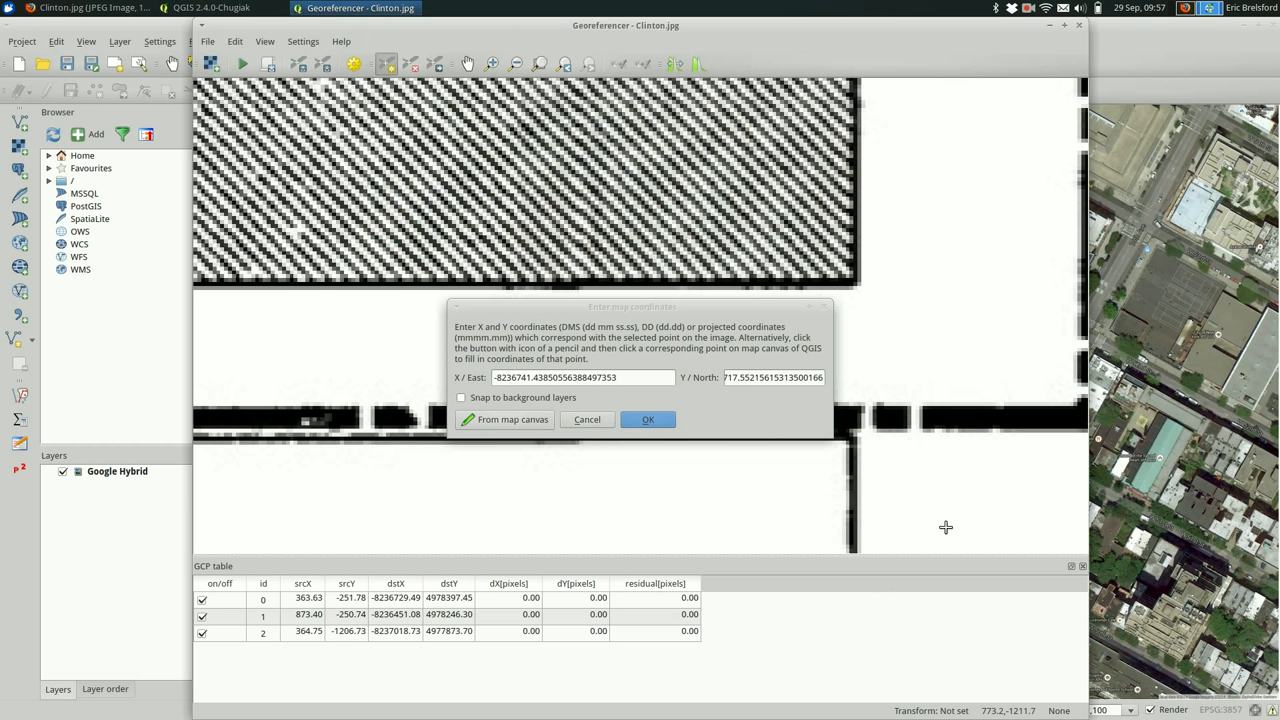 Clinton.jpg (JPEG Image, 1... QGIS 2.4.0-Chugiak Georeferencer - Clinton.jpg 29 Sep, 09:57 Eric Brelsford
Georeferencer - Clinton.jpg
Project Edit View Layer Settings
File Edit View Settings Help
Browser
Add
Home
Favourites
/
MSSQL
PostGIS
SpatiaLite
OWS
WCS
WFS
WMS
Enter map coordinates
Enter X and Y coordinates (DMS (dd mm ss.ss), DD (dd.dd) or projected coordinates
(mmmm.mm)) which correspond with the selected point on the image. Alternatively, click
the button with icon of a pencil and then click a corresponding point on map canvas of QGIS
to fill in coordinates of that point.
X / East: -8236741.43850556388497353 Y / North: 717.55215615313500166
Snap to background layers
From map canvas Cancel OK
Layers
Google Hybrid
Layers Layer order
GCP table
on/off id srcX srcY dstX dstY dX[pixels] dY[pixels] residual[pixels]
0 363.63 -251.78 -8236729.49 4978397.45 0.00 0.00 0.00
1 873.40 -250.74 -8236451.08 4978246.30 0.00 0.00 0.00
2 364.75 -1206.73 -8237018.73 4977873.70 0.00 0.00 0.00
Transform: Not set 773.2,-1211.7 None
,100 Render EPSG:3857